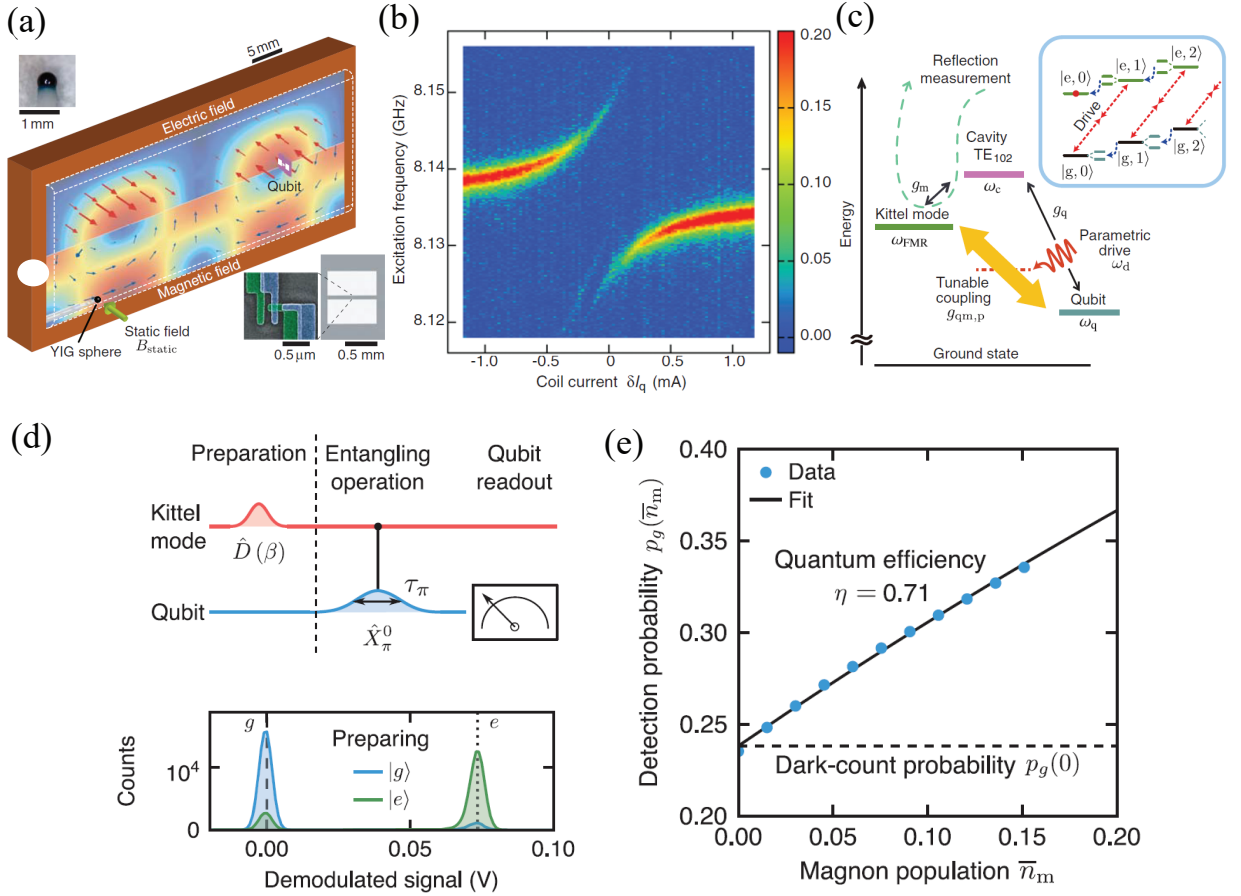 (a)
5 mm
1 mm
Electric field
Qubit
Magnetic field
YIG sphere
Static field
B_static
0.5 μm
0.5 mm
(b)
Excitation frequency (GHz)
8.15
8.14
8.13
8.12
-1.0
-0.5
0
0.5
1.0
Coil current δI_q (mA)
0.20
0.15
0.10
0.05
0.00
(c)
Energy
Reflection
measurement
Cavity
TE₁₀₂
ω_c
g_m
Kittel mode
ω_FMR
g_q
Parametric
drive
ω_d
Tunable
coupling
g_qm,p
Qubit
ω_q
Ground state
|e, 0⟩
|e, 1⟩
|e, 2⟩
Drive
|g, 0⟩
|g, 1⟩
|g, 2⟩
(d)
Preparation
Entangling
operation
Qubit
readout
Kittel
mode
D̂ (β)
Qubit
τ_π
X̂_π^0
g
e
Preparing
|g⟩
|e⟩
Counts
10⁴
0
0.00
0.05
0.10
Demodulated signal (V)
(e)
Detection probability p_g(n̄_m)
0.40
0.35
0.30
0.25
0.20
Data
Fit
Quantum efficiency
η = 0.71
Dark-count probability p_g(0)
0.00
0.05
0.10
0.15
0.20
Magnon population n̄_m